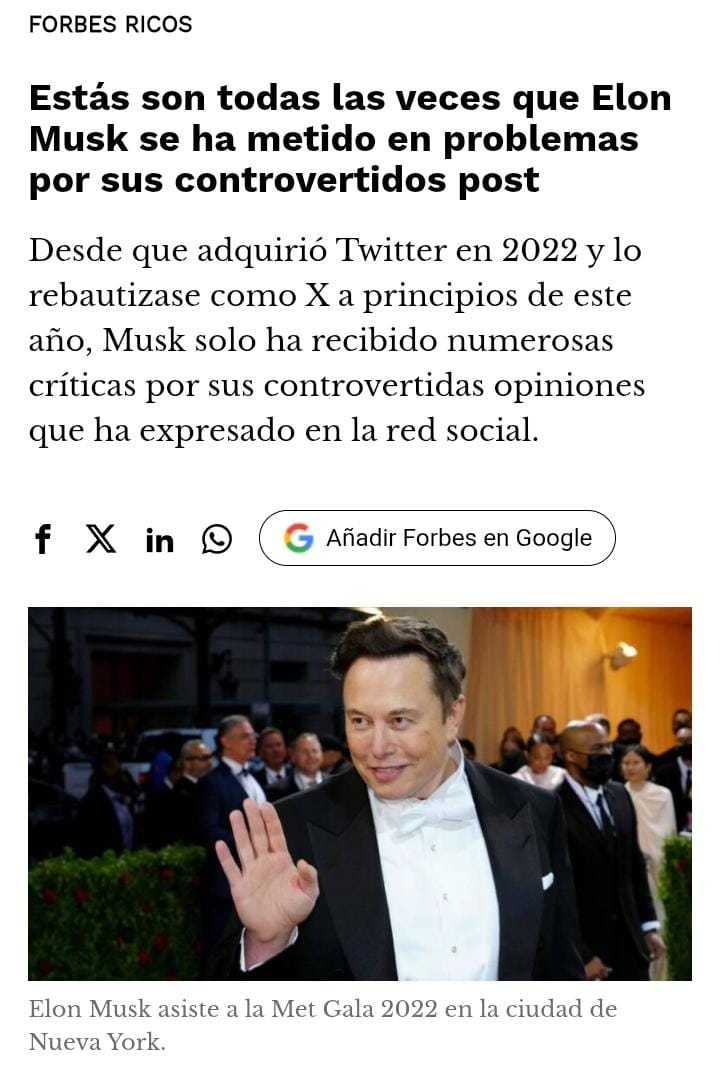 FORBES RICOS
Estás son todas las veces que Elon
Musk se ha metido en problemas
por sus controvertidos post
Desde que adquirió Twitter en 2022 y lo
rebautizase como X a principios de este
año, Musk solo ha recibido numerosas
críticas por sus controvertidas opiniones
que ha expresado en la red social.
Añadir Forbes en Google
Elon Musk asiste a la Met Gala 2022 en la ciudad de
Nueva York.